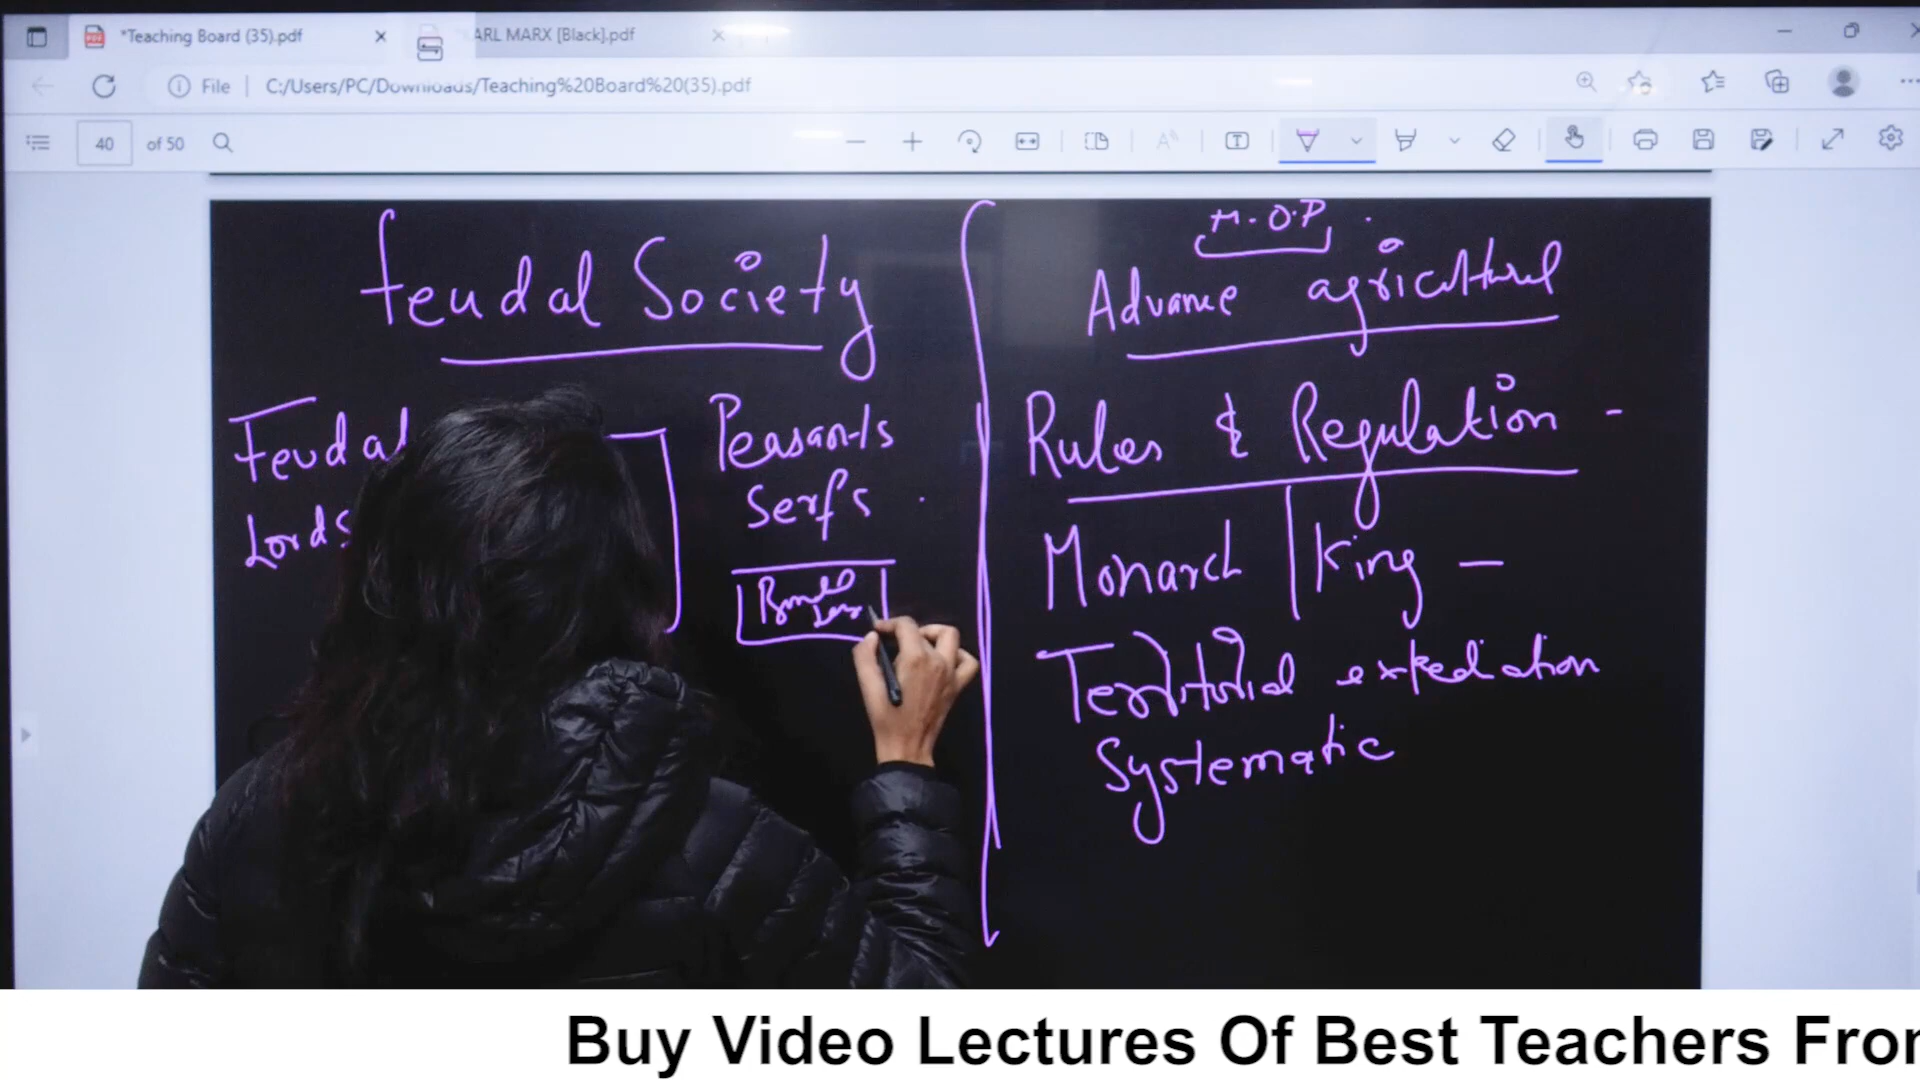 *Teaching Board (35).pdf
ARL MARX [Black].pdf
File
C:/Users/PC/Downloads/Teaching%20Board%20(35).pdf
40 of 50
Feudal Society
M.O.P
Advance agricultural
Feudal
Lords
Peasants
Serfs
Rules & Regulation -
Monarch | King -
Territorial
Systematic
Buy Video Lectures Of Best Teachers Fro